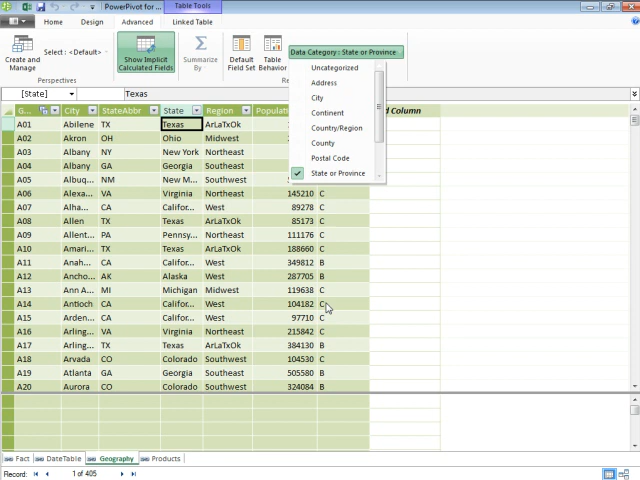 PowerPivot for ... Table Tools
Home Design Advanced Linked Table
Create and Manage
Select : <Default>
Show Implicit Calculated Fields
Summarize By
Default Field Set
Table Behavior
Data Category : State or Province
Perspectives
Uncategorized
Address
City
Continent
Country/Region
County
Postal Code
State or Province
[State] Texas
G... City StateAbbr State Region Column
A01 Abilene TX Texas ArLaTxOk
A02 Akron OH Ohio Midwest
A03 Albany NY New York Northeast
A04 Albany GA Georgia Southeast
A05 Albuq... NM New M...
A06 Alexa... VA Virginia Northeast 145210 C
A07 Alha... CA Califor... West 89278 C
A08 Allen TX Texas ArLaTxOk 85173 C
A09 Allent... PA Pennsy... Northeast 111176 C
A10 Amari... TX Texas ArLaTxOk 188660 C
A11 Anah... CA Califor... West 349812 B
A12 Ancho... AK Alaska West 287705 B
A13 Ann A... MI Michigan Midwest 119638 C
A14 Antioch CA Califor... West 104182 C
A15 Arden... CA Califor... West 97710 C
A16 Arling... VA Virginia Northeast 215842 C
A17 Arling... TX Texas ArLaTxOk 384130 B
A18 Arvada CO Colorado Southwest 104530 C
A19 Atlanta GA Georgia Southeast 505580 B
A20 Aurora CO Colorado Southwest 324084 B
Fact DateTable Geography Products
Record: 1 of 405